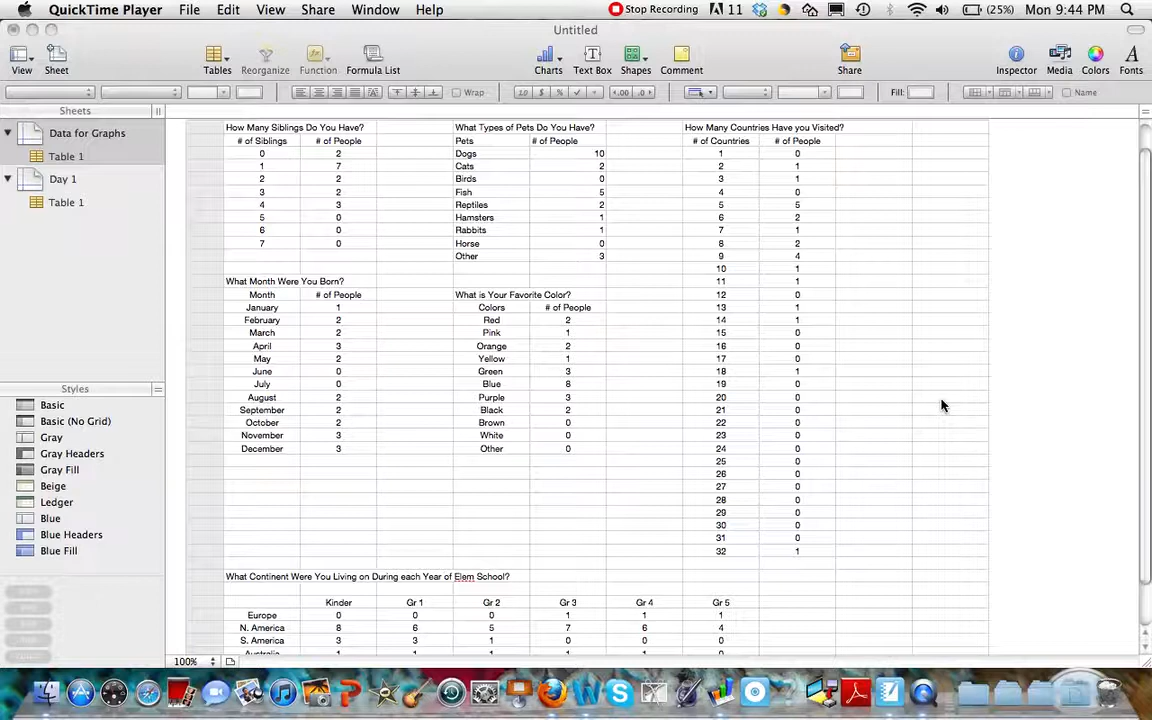 QuickTime Player File Edit View Share Window Help Stop Recording 11 (25%) Mon 9:44 PM
Untitled
View Sheet Tables Reorganize Function Formula List Charts Text Box Shapes Comment Share Inspector Media Colors Fonts
Wrap 1.0 $ % .00 .0 Fill: Name
Sheets
Data for Graphs
Table 1
Day 1
Table 1
Styles
Basic
Basic (No Grid)
Gray
Gray Headers
Gray Fill
Beige
Ledger
Blue
Blue Headers
Blue Fill
How Many Siblings Do You Have?
# of Siblings # of People
0 2
1 7
2 2
3 2
4 3
5 0
6 0
7 0
What Month Were You Born?
Month # of People
January 1
February 2
March 2
April 3
May 2
June 0
July 0
August 2
September 2
October 2
November 3
December 3
What Types of Pets Do You Have?
Pets # of People
Dogs 10
Cats 2
Birds 0
Fish 5
Reptiles 2
Hamsters 1
Rabbits 1
Horse 0
Other 3
What is Your Favorite Color?
Colors # of People
Red 2
Pink 1
Orange 2
Yellow 1
Green 3
Blue 8
Purple 3
Black 2
Brown 0
White 0
Other 0
How Many Countries Have you Visited?
# of Countries # of People
1 0
2 1
3 1
4 0
5 5
6 2
7 1
8 2
9 4
10 1
11 1
12 0
13 1
14 1
15 0
16 0
17 0
18 1
19 0
20 0
21 0
22 0
23 0
24 0
25 0
26 0
27 0
28 0
29 0
30 0
31 0
32 1
What Continent Were You Living on During each Year of Elem School?
Kinder Gr 1 Gr 2 Gr 3 Gr 4 Gr 5
Europe 0 0 0 1 1 1
N. America 8 6 5 7 6 4
S. America 3 3 1 0 0 0
Australia 1 1 1 1 1 1
100%